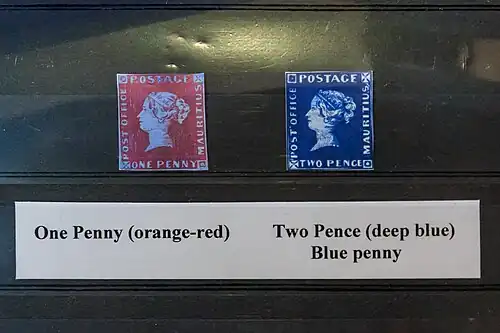 POSTAGE
POST OFFICE
MAURITIUS
ONE PENNY
POSTAGE
POST OFFICE
MAURITIUS
TWO PENCE
One Penny (orange-red)
Two Pence (deep blue)
Blue penny